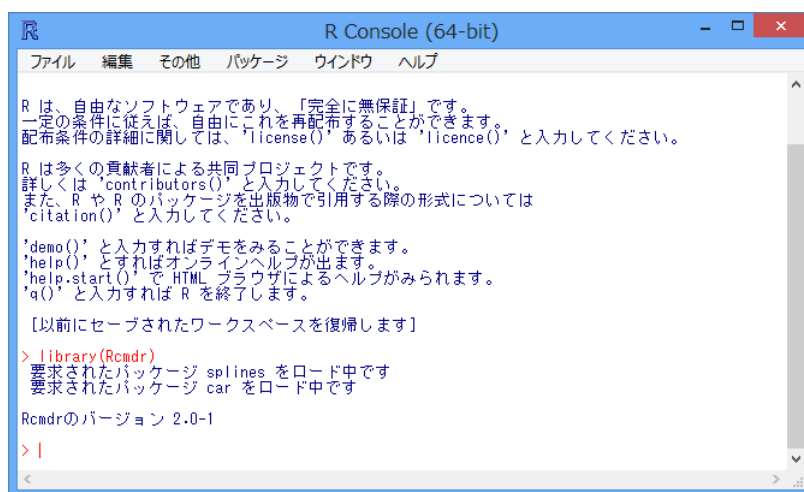 R Console (64-bit)
ファイル 編集 その他 パッケージ ウインドウ ヘルプ
R は、自由なソフトウェアであり、「完全に無保証」です。
一定の条件に従えば、自由にこれを再配布することができます。
配布条件の詳細に関しては、'license()' あるいは 'licence()' と入力してください。
R は多くの貢献者による共同プロジェクトです。
詳しくは 'contributors()' と入力してください。
また、R や R のパッケージを出版物で引用する際の形式については
'citation()' と入力してください。
'demo()' と入力すればデモをみることができます。
'help()' とすればオンラインヘルプが出ます。
'help.start()' で HTML ブラウザによるヘルプがみられます。
'q()' と入力すれば R を終了します。
[以前にセーブされたワークスペースを復帰します]
> library(Rcmdr)
要求されたパッケージ splines をロード中です
要求されたパッケージ car をロード中です
Rcmdrのバージョン 2.0-1
>